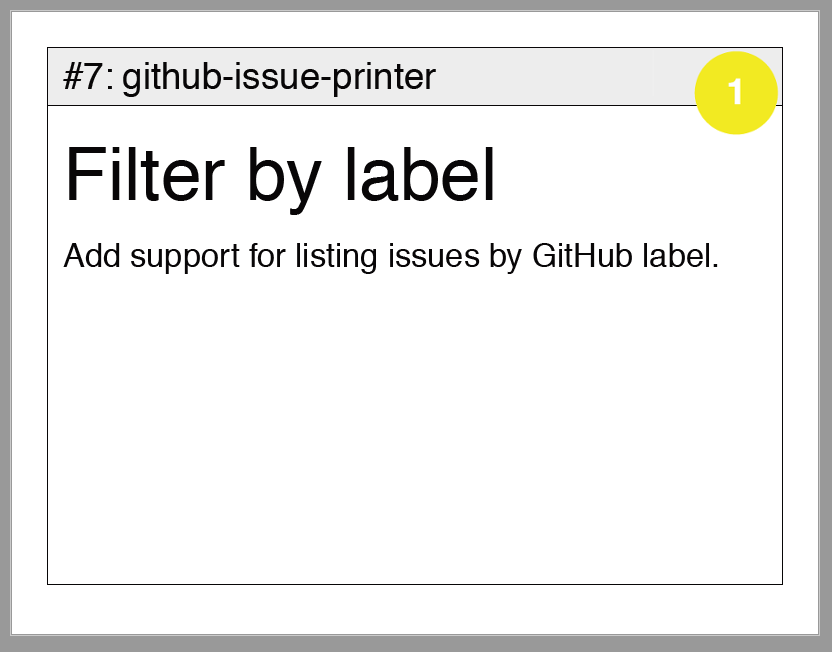 #7: github-issue-printer
1
Filter by label
Add support for listing issues by GitHub label.